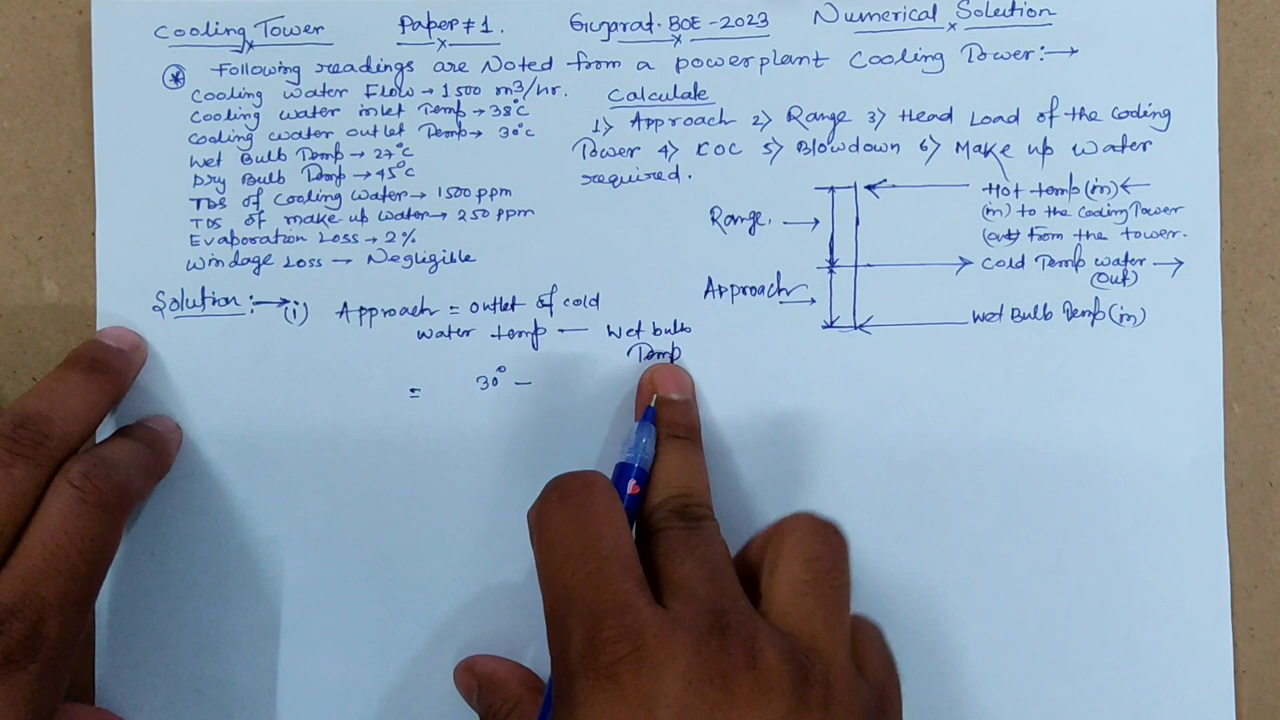 Cooling Tower Paper # 1. Gujarat. BOE - 2023 Numerical Solution
Following readings are Noted from a powerplant Cooling Tower:→
Cooling water Flow → 1500 m3/hr.
Cooling water inlet Temp → 38°C
Cooling water outlet Temp → 30°C
Wet Bulb Temp → 27°C
Dry Bulb Temp → 45°C
TDS of Cooling water → 1500 ppm
TDS of make-up water → 250 ppm
Evaporation Loss → 2%
Windage Loss → Negligible
Calculate
1> Approach 2> Range 3> Head Load of the Cooling
Tower 4> COC 5> Blowdown 6> Make up water
required.
Range. →
Approach →
Hot temp (in) ←
(in) to the Cooling Tower
(out) from the tower.
Cold Temp water →
(Out)
Wet Bulb Temp (in)
Solution:→ (i) Approach = outlet of cold
water temp — Wet bulb
Temp
= 30° -